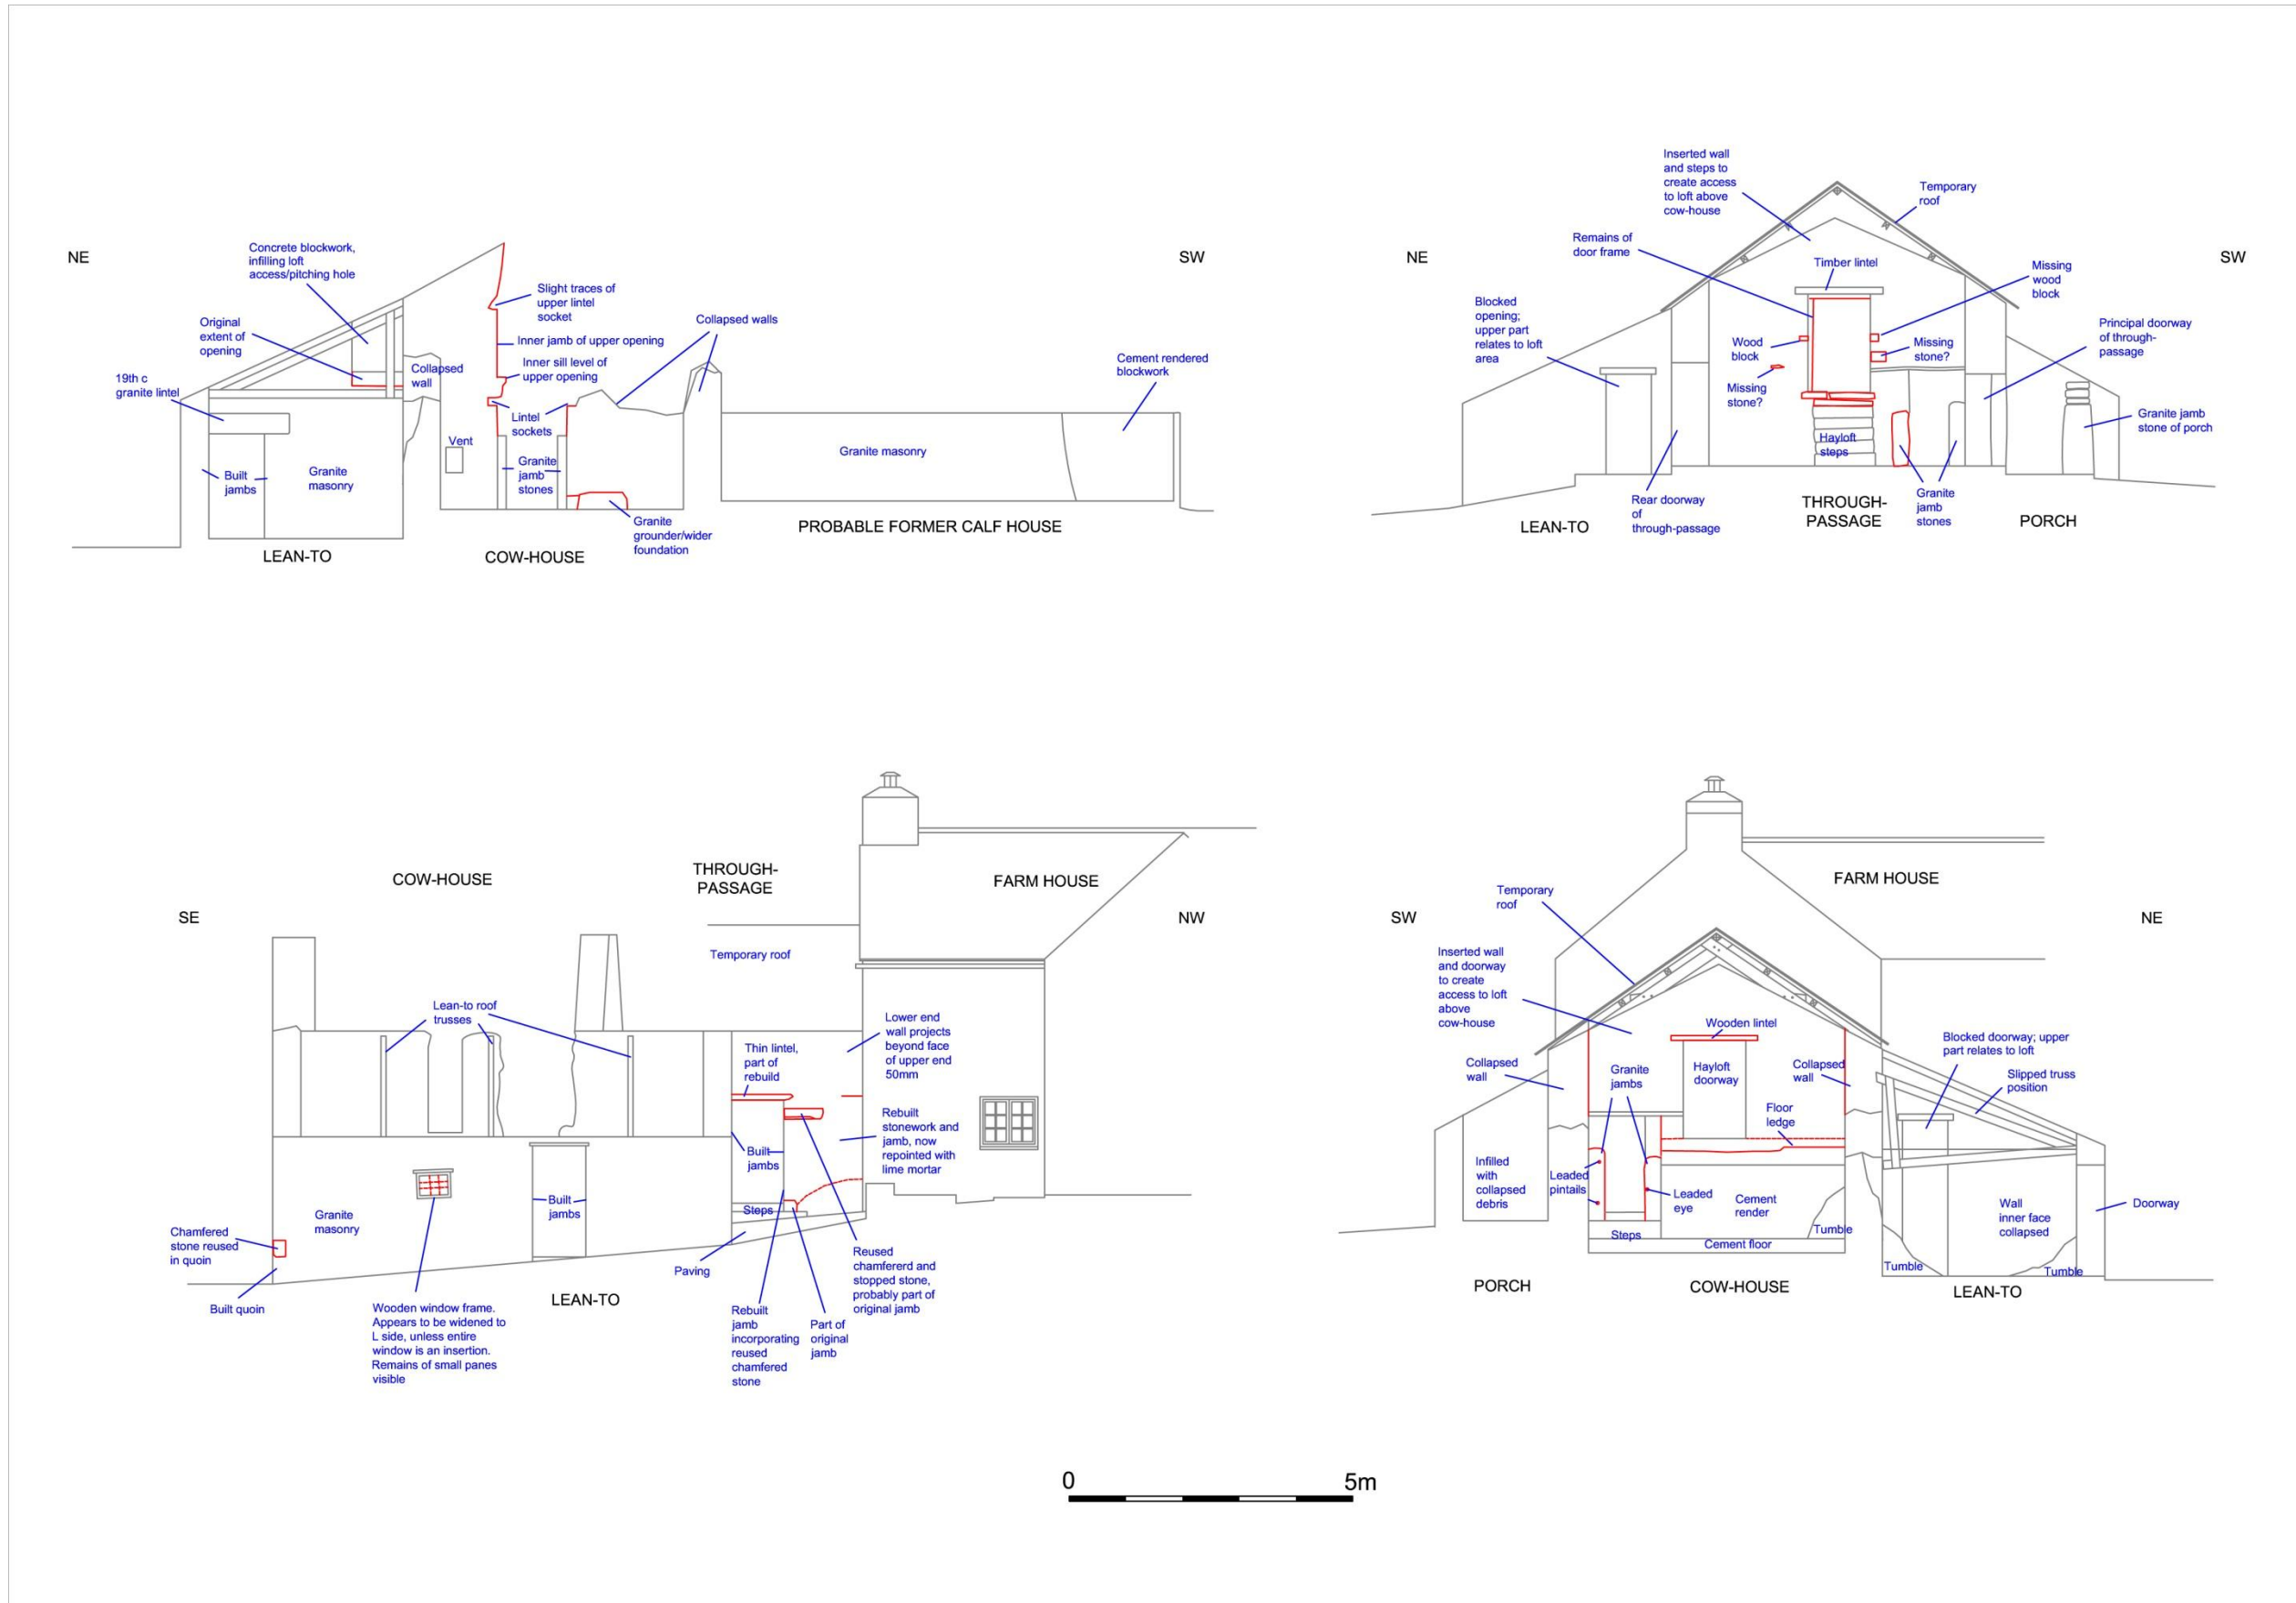 NE
SW
Concrete blockwork,
infilling loft
access/pitching hole
Original
extent of
opening
19th c
granite lintel
Slight traces of
upper lintel
socket
Inner jamb of upper opening
Inner sill level of
upper opening
Collapsed walls
Collapsed
wall
Cement rendered
blockwork
Lintel
sockets
Vent
Granite
jamb
stones
Built
jambs
Granite
masonry
Granite masonry
Granite
grounder/wider
foundation
LEAN-TO
COW-HOUSE
PROBABLE FORMER CALF HOUSE
NE
SW
Inserted wall
and steps to
create access
to loft above
cow-house
Temporary
roof
Remains of
door frame
Timber lintel
Missing
wood
block
Blocked
opening;
upper part
relates to loft
area
Principal doorway
of through-
passage
Wood
block
Missing
stone?
Missing
stone?
Granite jamb
stone of porch
Hayloft
steps
Rear doorway
of
through-passage
Granite
jamb
stones
LEAN-TO
THROUGH-
PASSAGE
PORCH
COW-HOUSE
THROUGH-
PASSAGE
FARM HOUSE
SE
NW
Temporary roof
Lean-to roof
trusses
Thin lintel,
part of
rebuild
Lower end
wall projects
beyond face
of upper end
50mm
Rebuilt
stonework and
jamb, now
repointed with
lime mortar
Built
jambs
Built
jambs
Steps
Granite
masonry
Chamfered
stone reused
in quoin
Built quoin
Paving
Wooden window frame.
Appears to be widened to
L side, unless entire
window is an insertion.
Remains of small panes
visible
LEAN-TO
Rebuilt
jamb
incorporating
reused
chamfered
stone
Part of
original
jamb
Reused
chamfererd and
stopped stone,
probably part of
original jamb
FARM HOUSE
SW
NE
Temporary
roof
Inserted wall
and doorway
to create
access to loft
above
cow-house
Wooden lintel
Blocked doorway; upper
part relates to loft
Collapsed
wall
Granite
jambs
Hayloft
doorway
Collapsed
wall
Slipped truss
position
Floor
ledge
Infilled
with
collapsed
debris
Leaded
pintails
Leaded
eye
Cement
render
Wall
inner face
collapsed
Doorway
Steps
Tumble
Cement floor
Tumble
Tumble
PORCH
COW-HOUSE
LEAN-TO
0
5m